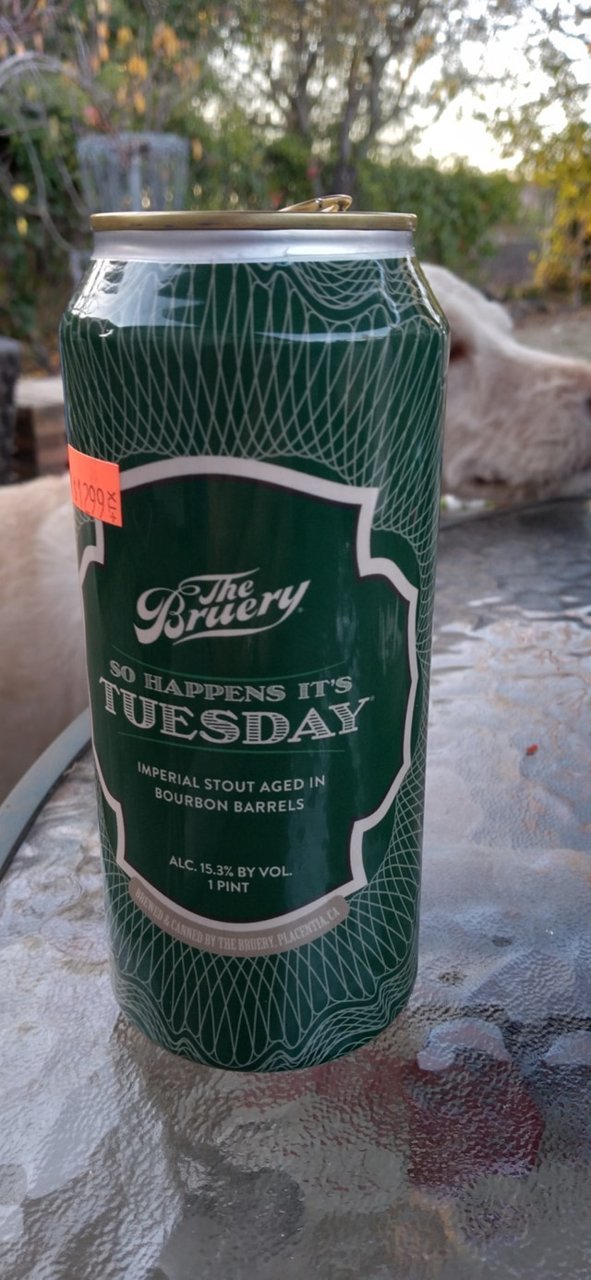 $1299
The
Bruery
SO HAPPENS IT'S
TUESDAY
IMPERIAL STOUT AGED IN
BOURBON BARRELS
ALC. 15.3% BY VOL.
1 PINT
BREWED & CANNED BY THE BRUERY, PLACENTIA, CA